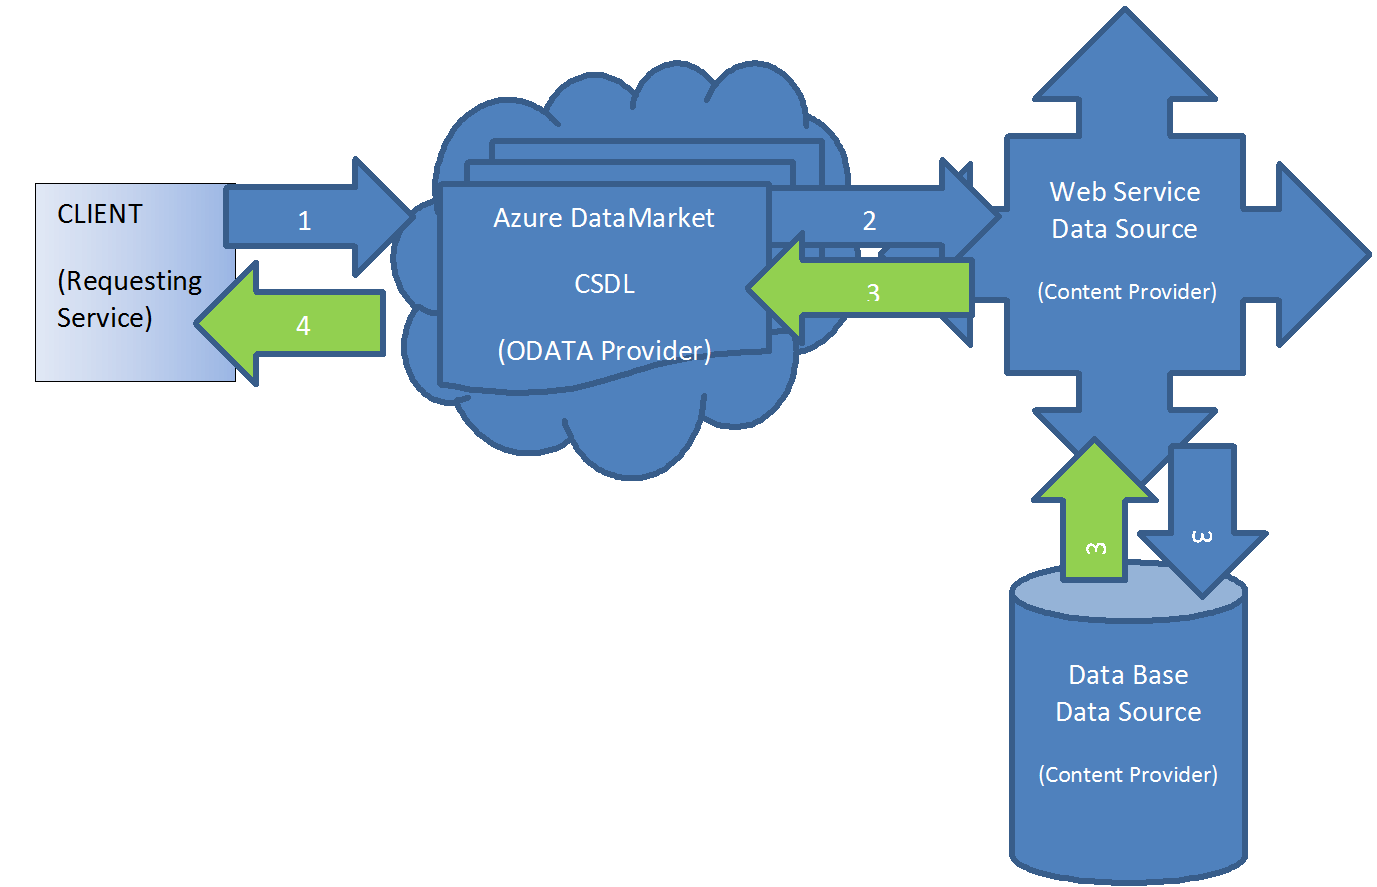 CLIENT
(Requesting
Service)
1
4
Azure DataMarket
CSDL
(ODATA Provider)
2
3
Web Service
Data Source
(Content Provider)
3
3
Data Base
Data Source
(Content Provider)